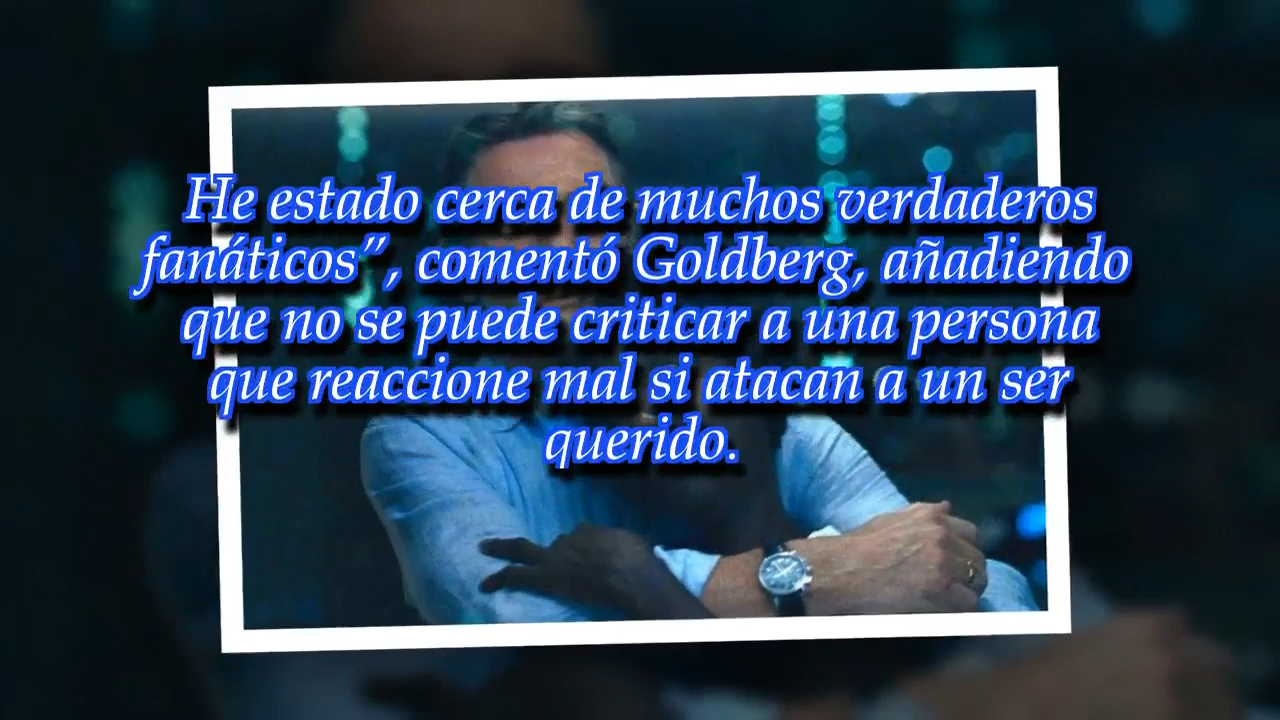 He estado cerca de muchos verdaderos
fanáticos”, comentó Goldberg, añadiendo
que no se puede criticar a una persona
que reaccione mal si atacan a un ser
querido.